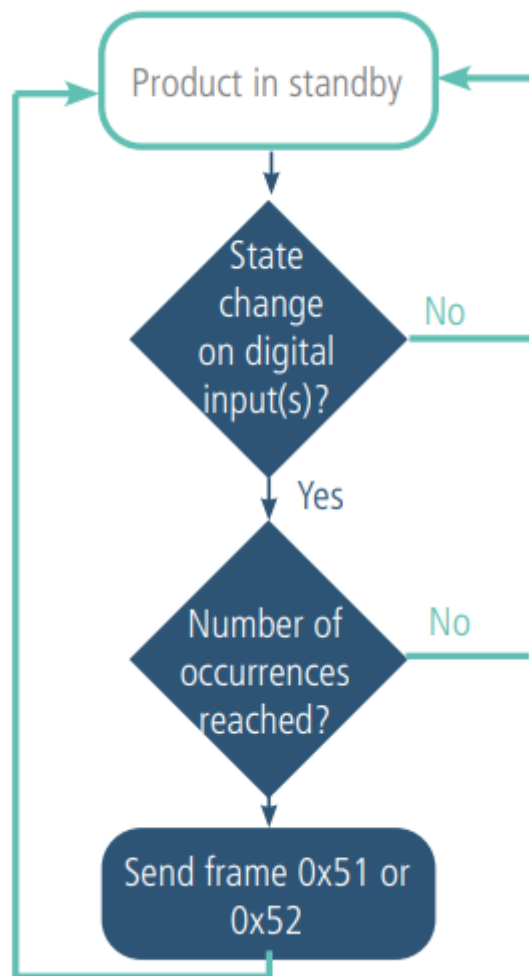 Product in standby
State
change
on digital
input(s)?
No
Yes
Number of
occurrences
reached?
No
Send frame 0x51 or
0x52